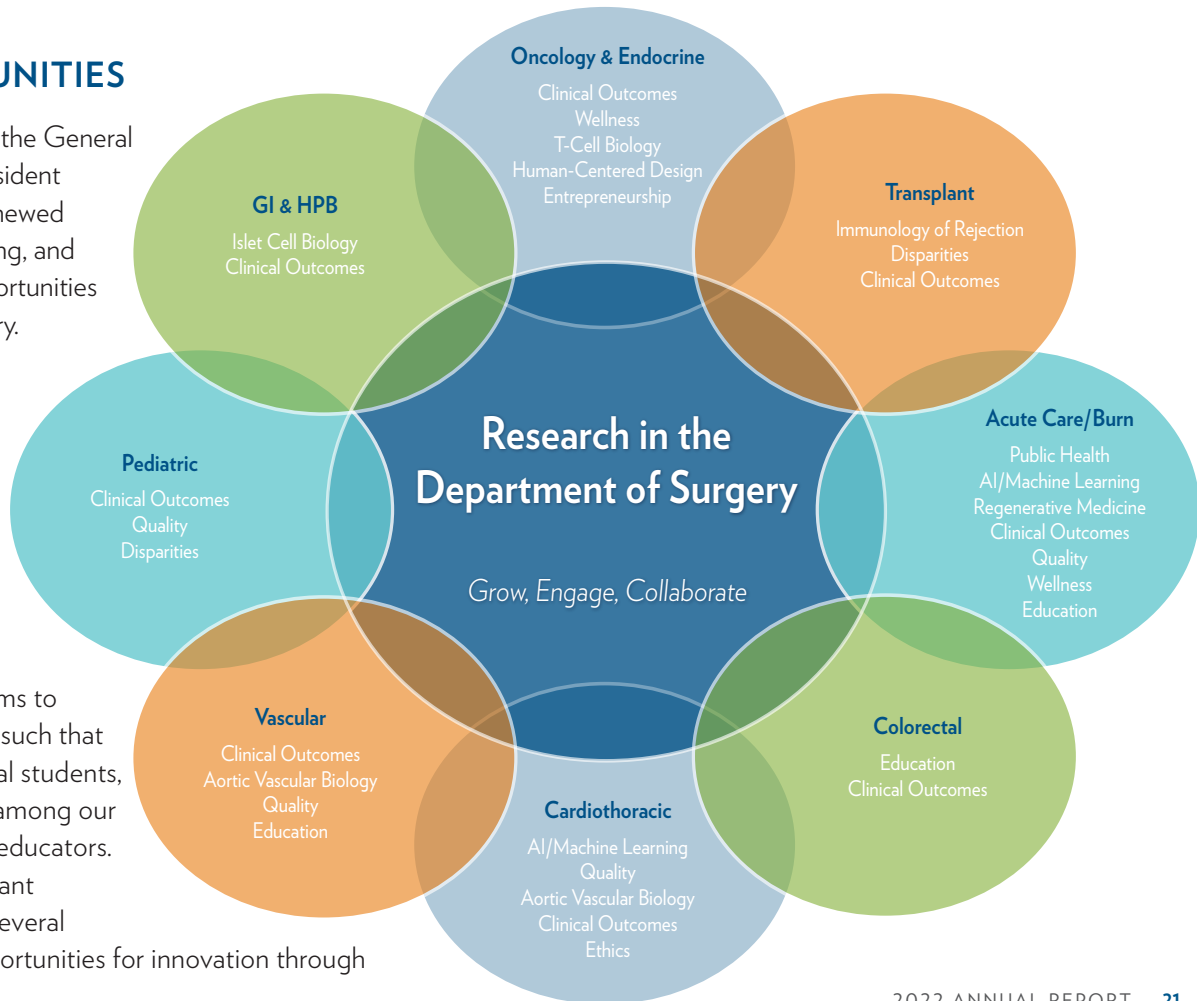 UNITIES
the General
sident
newed
ng, and
portunities
ry.
ms to
such that
al students,
among our
educators.
ant
everal
portunities for innovation through
Oncology & Endocrine
Clinical Outcomes
Wellness
T-Cell Biology
Human-Centered Design
Entrepreneurship
Transplant
Immunology of Rejection
Disparities
Clinical Outcomes
Acute Care/Burn
Public Health
AI/Machine Learning
Regenerative Medicine
Clinical Outcomes
Quality
Wellness
Education
Colorectal
Education
Clinical Outcomes
Cardiothoracic
AI/Machine Learning
Quality
Aortic Vascular Biology
Clinical Outcomes
Ethics
Vascular
Clinical Outcomes
Aortic Vascular Biology
Quality
Education
Pediatric
Clinical Outcomes
Quality
Disparities
GI & HPB
Islet Cell Biology
Clinical Outcomes
Research in the
Department of Surgery
Grow, Engage, Collaborate
2022 ANNUAL REPORT 21